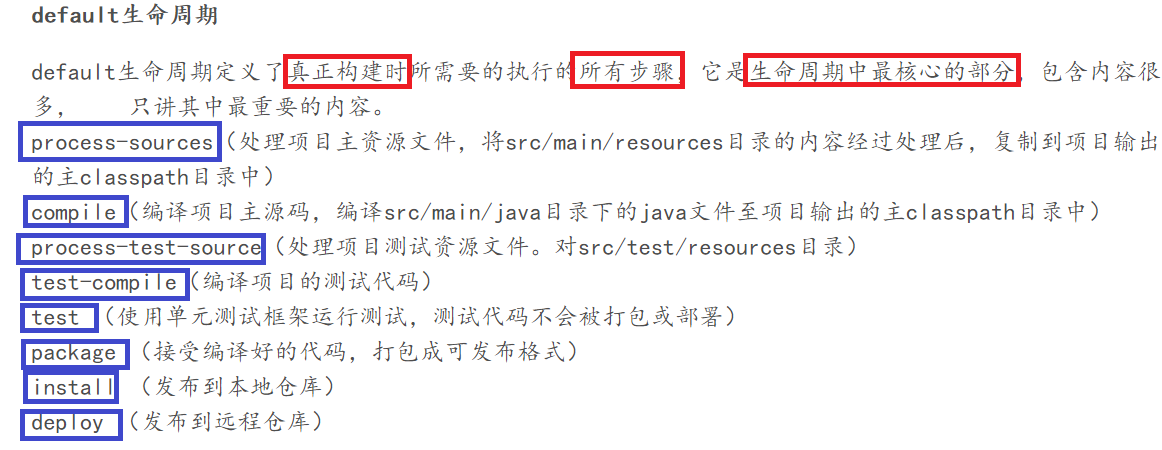 default生命周期
default生命周期定义了真正构建时所需要的执行的所有步骤，它是生命周期中最核心的部分，包含内容很
多， 只讲其中最重要的内容。
process-sources（处理项目主资源文件，将src/main/resources目录的内容经过处理后，复制到项目输出
的主classpath目录中）
compile（编译项目主源码，编译src/main/java目录下的java文件至项目输出的主classpath目录中）
process-test-source（处理项目测试资源文件。对src/test/resources目录）
test-compile（编译项目的测试代码）
test（使用单元测试框架运行测试，测试代码不会被打包或部署）
package（接受编译好的代码，打包成可发布格式）
install（发布到本地仓库）
deploy（发布到远程仓库）